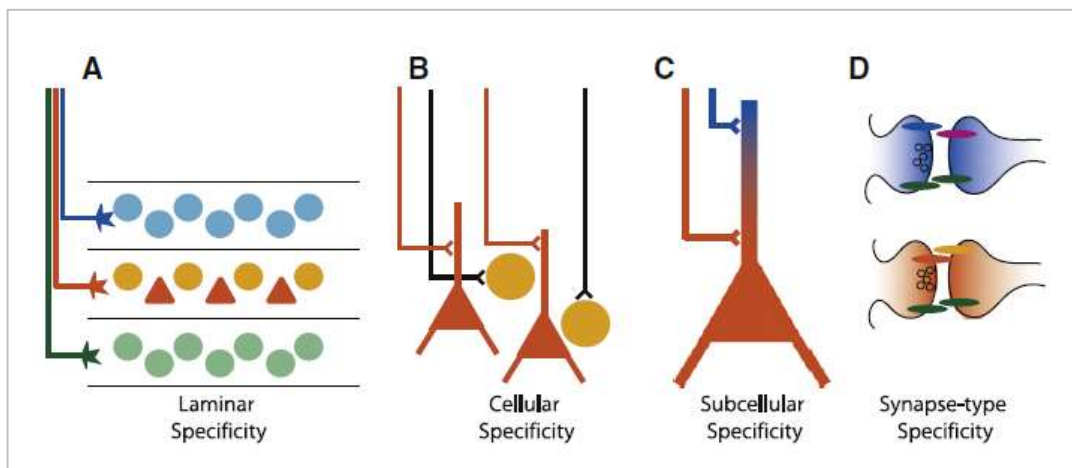 A
B
C
D
Laminar
Specificity
Cellular
Specificity
Subcellular
Specificity
Synapse-type
Specificity